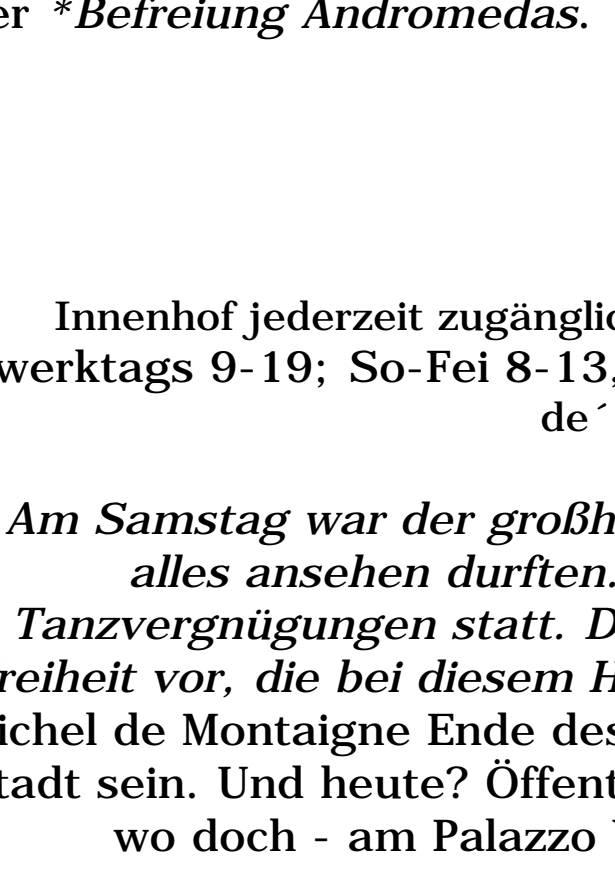 er *Befreiung Andromedas.
Innenhof jederzeit zugänglic
werktags 9-19; So-Fei 8-13,
de´
Am Samstag war der großh
alles ansehen durften.
Tanzvergnügungen statt. D
reiheit vor, die bei diesem H
ichel de Montaigne Ende des
tadt sein. Und heute? Öffent
wo doch - am Palazzo